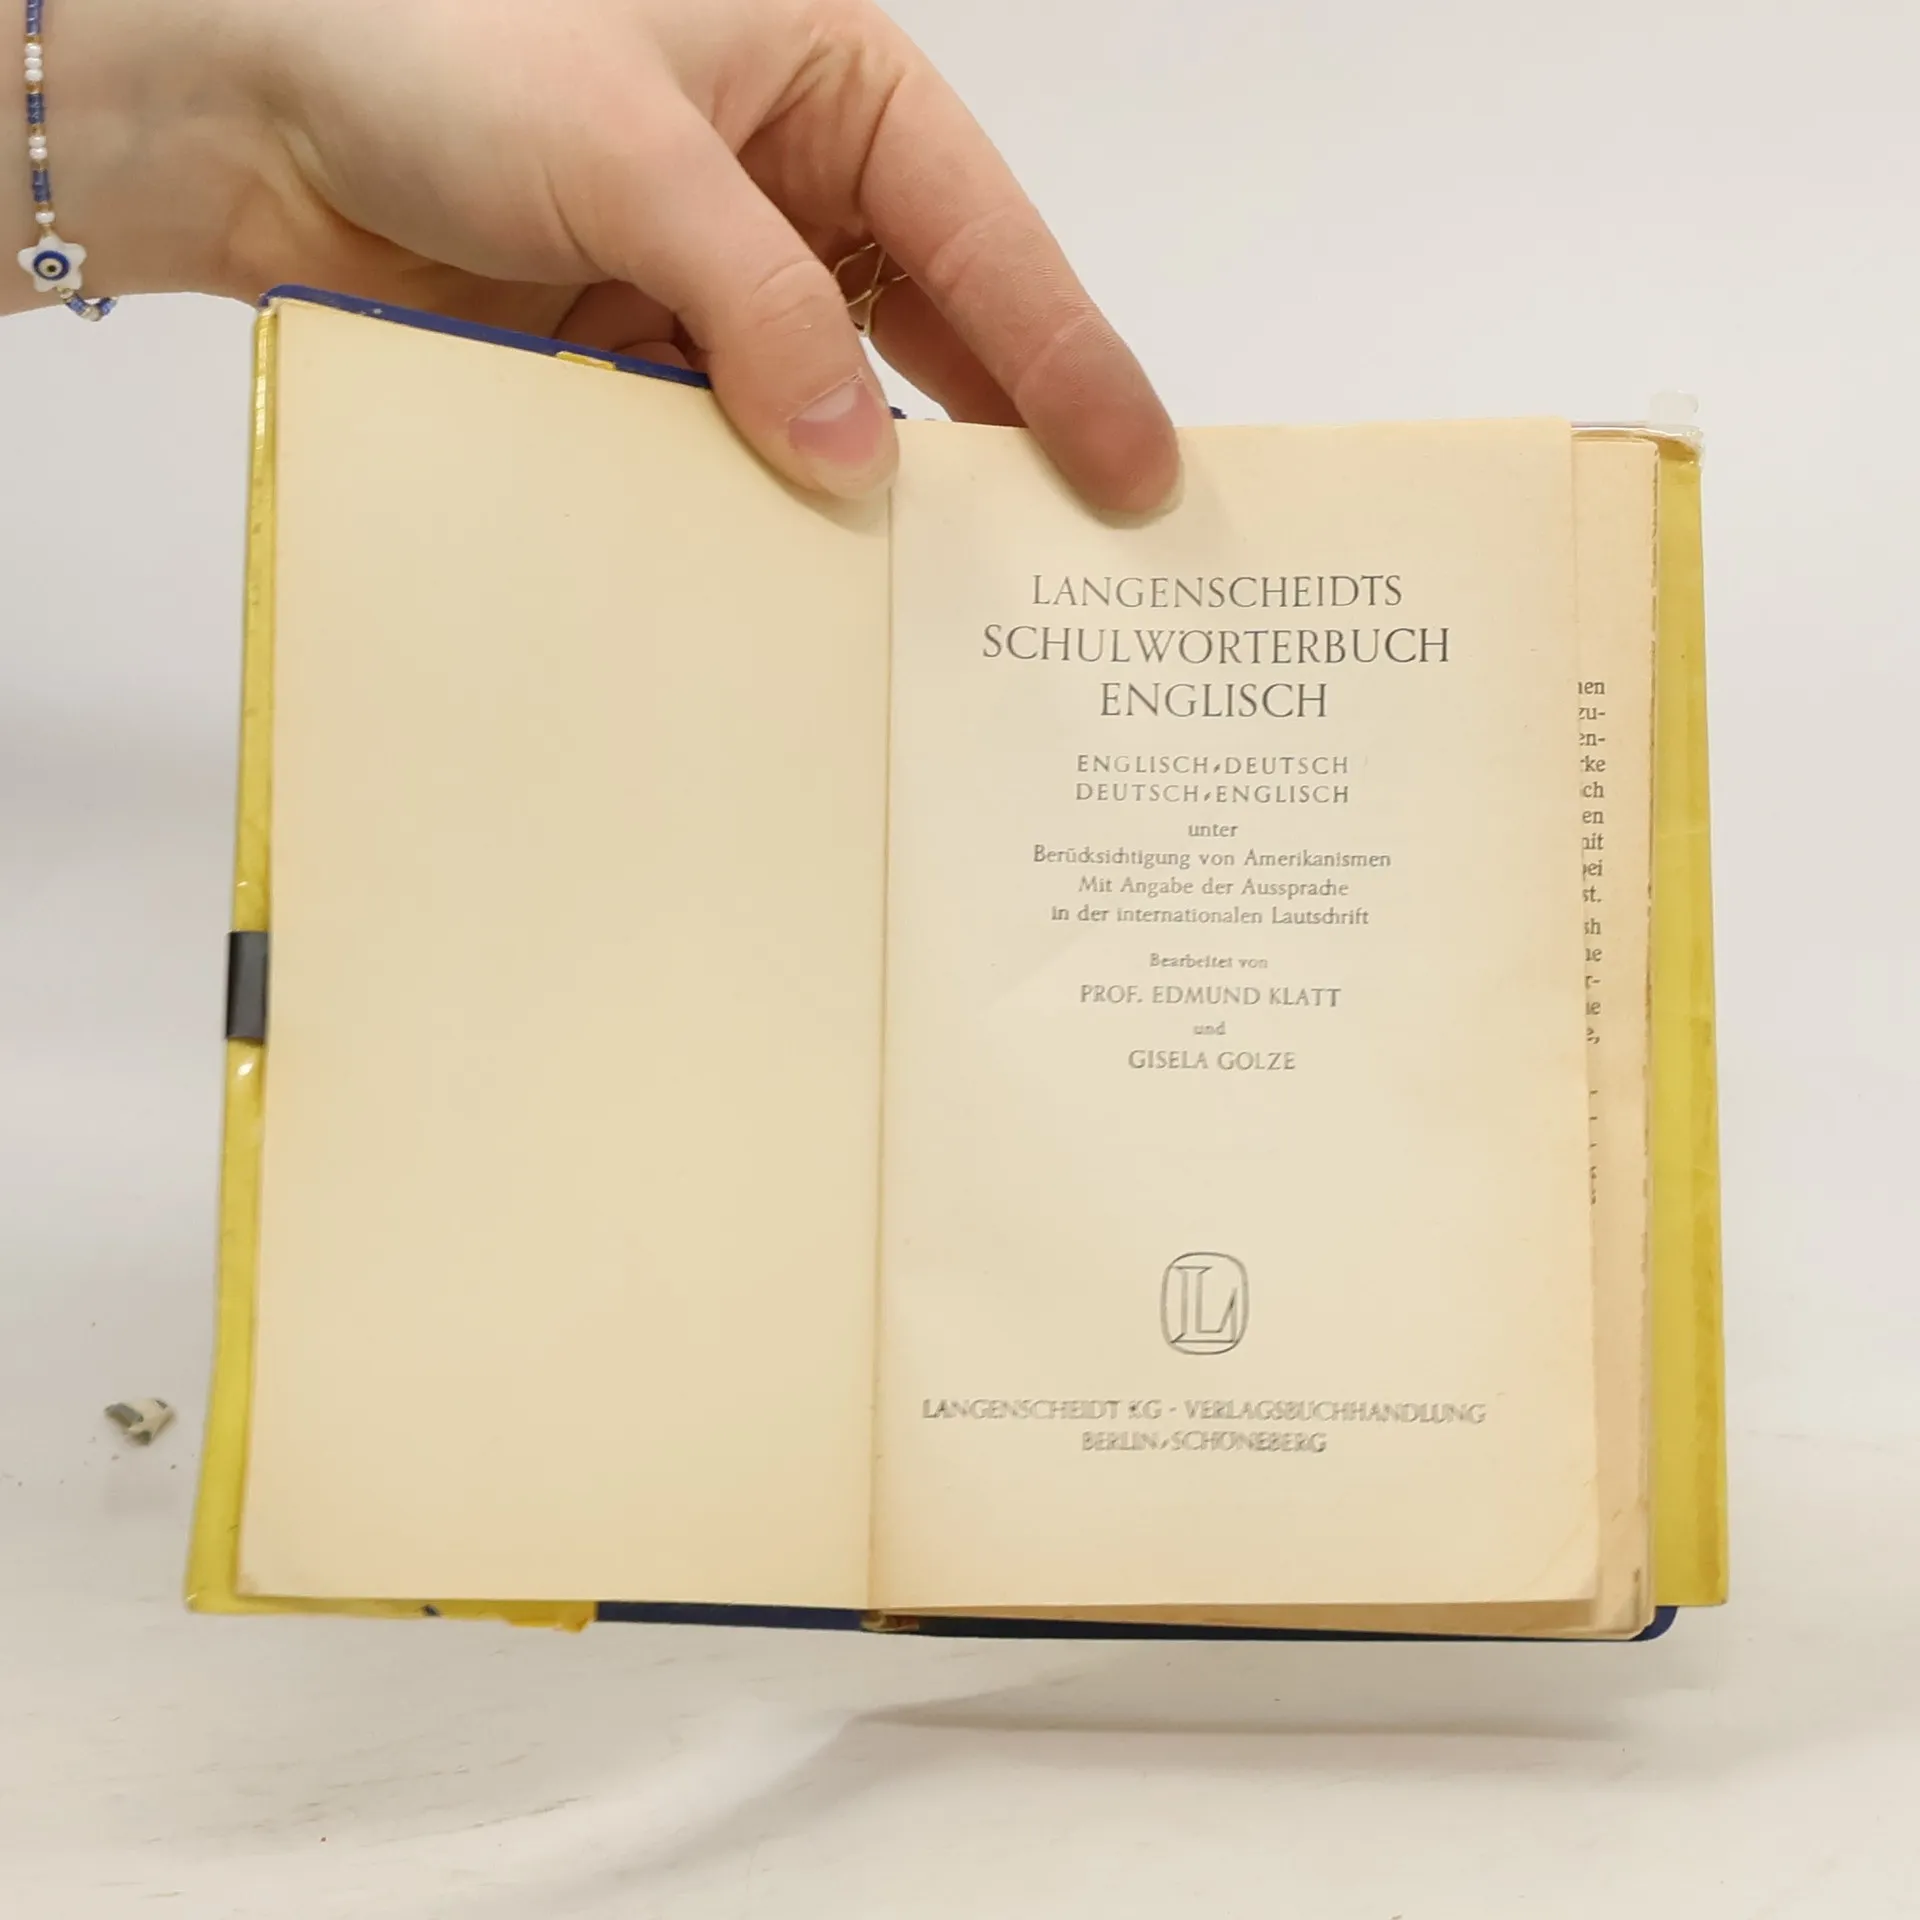 LANGENSCHEIDTS
SCHULWÖRTERBUCH
ENGLISCH
ENGLISCH-DEUTSCH
DEUTSCH-ENGLISCH
unter
Berücksichtigung von Amerikanismen
Mit Angabe der Aussprache
in der internationalen Lautschrift
Bearbeitet von
PROF. EDMUND KLATT
und
GISELA GOLZE
L
LANGENSCHEIDT KG · VERLAGSBUCHHANDLUNG
BERLIN-SCHÖNEBERG